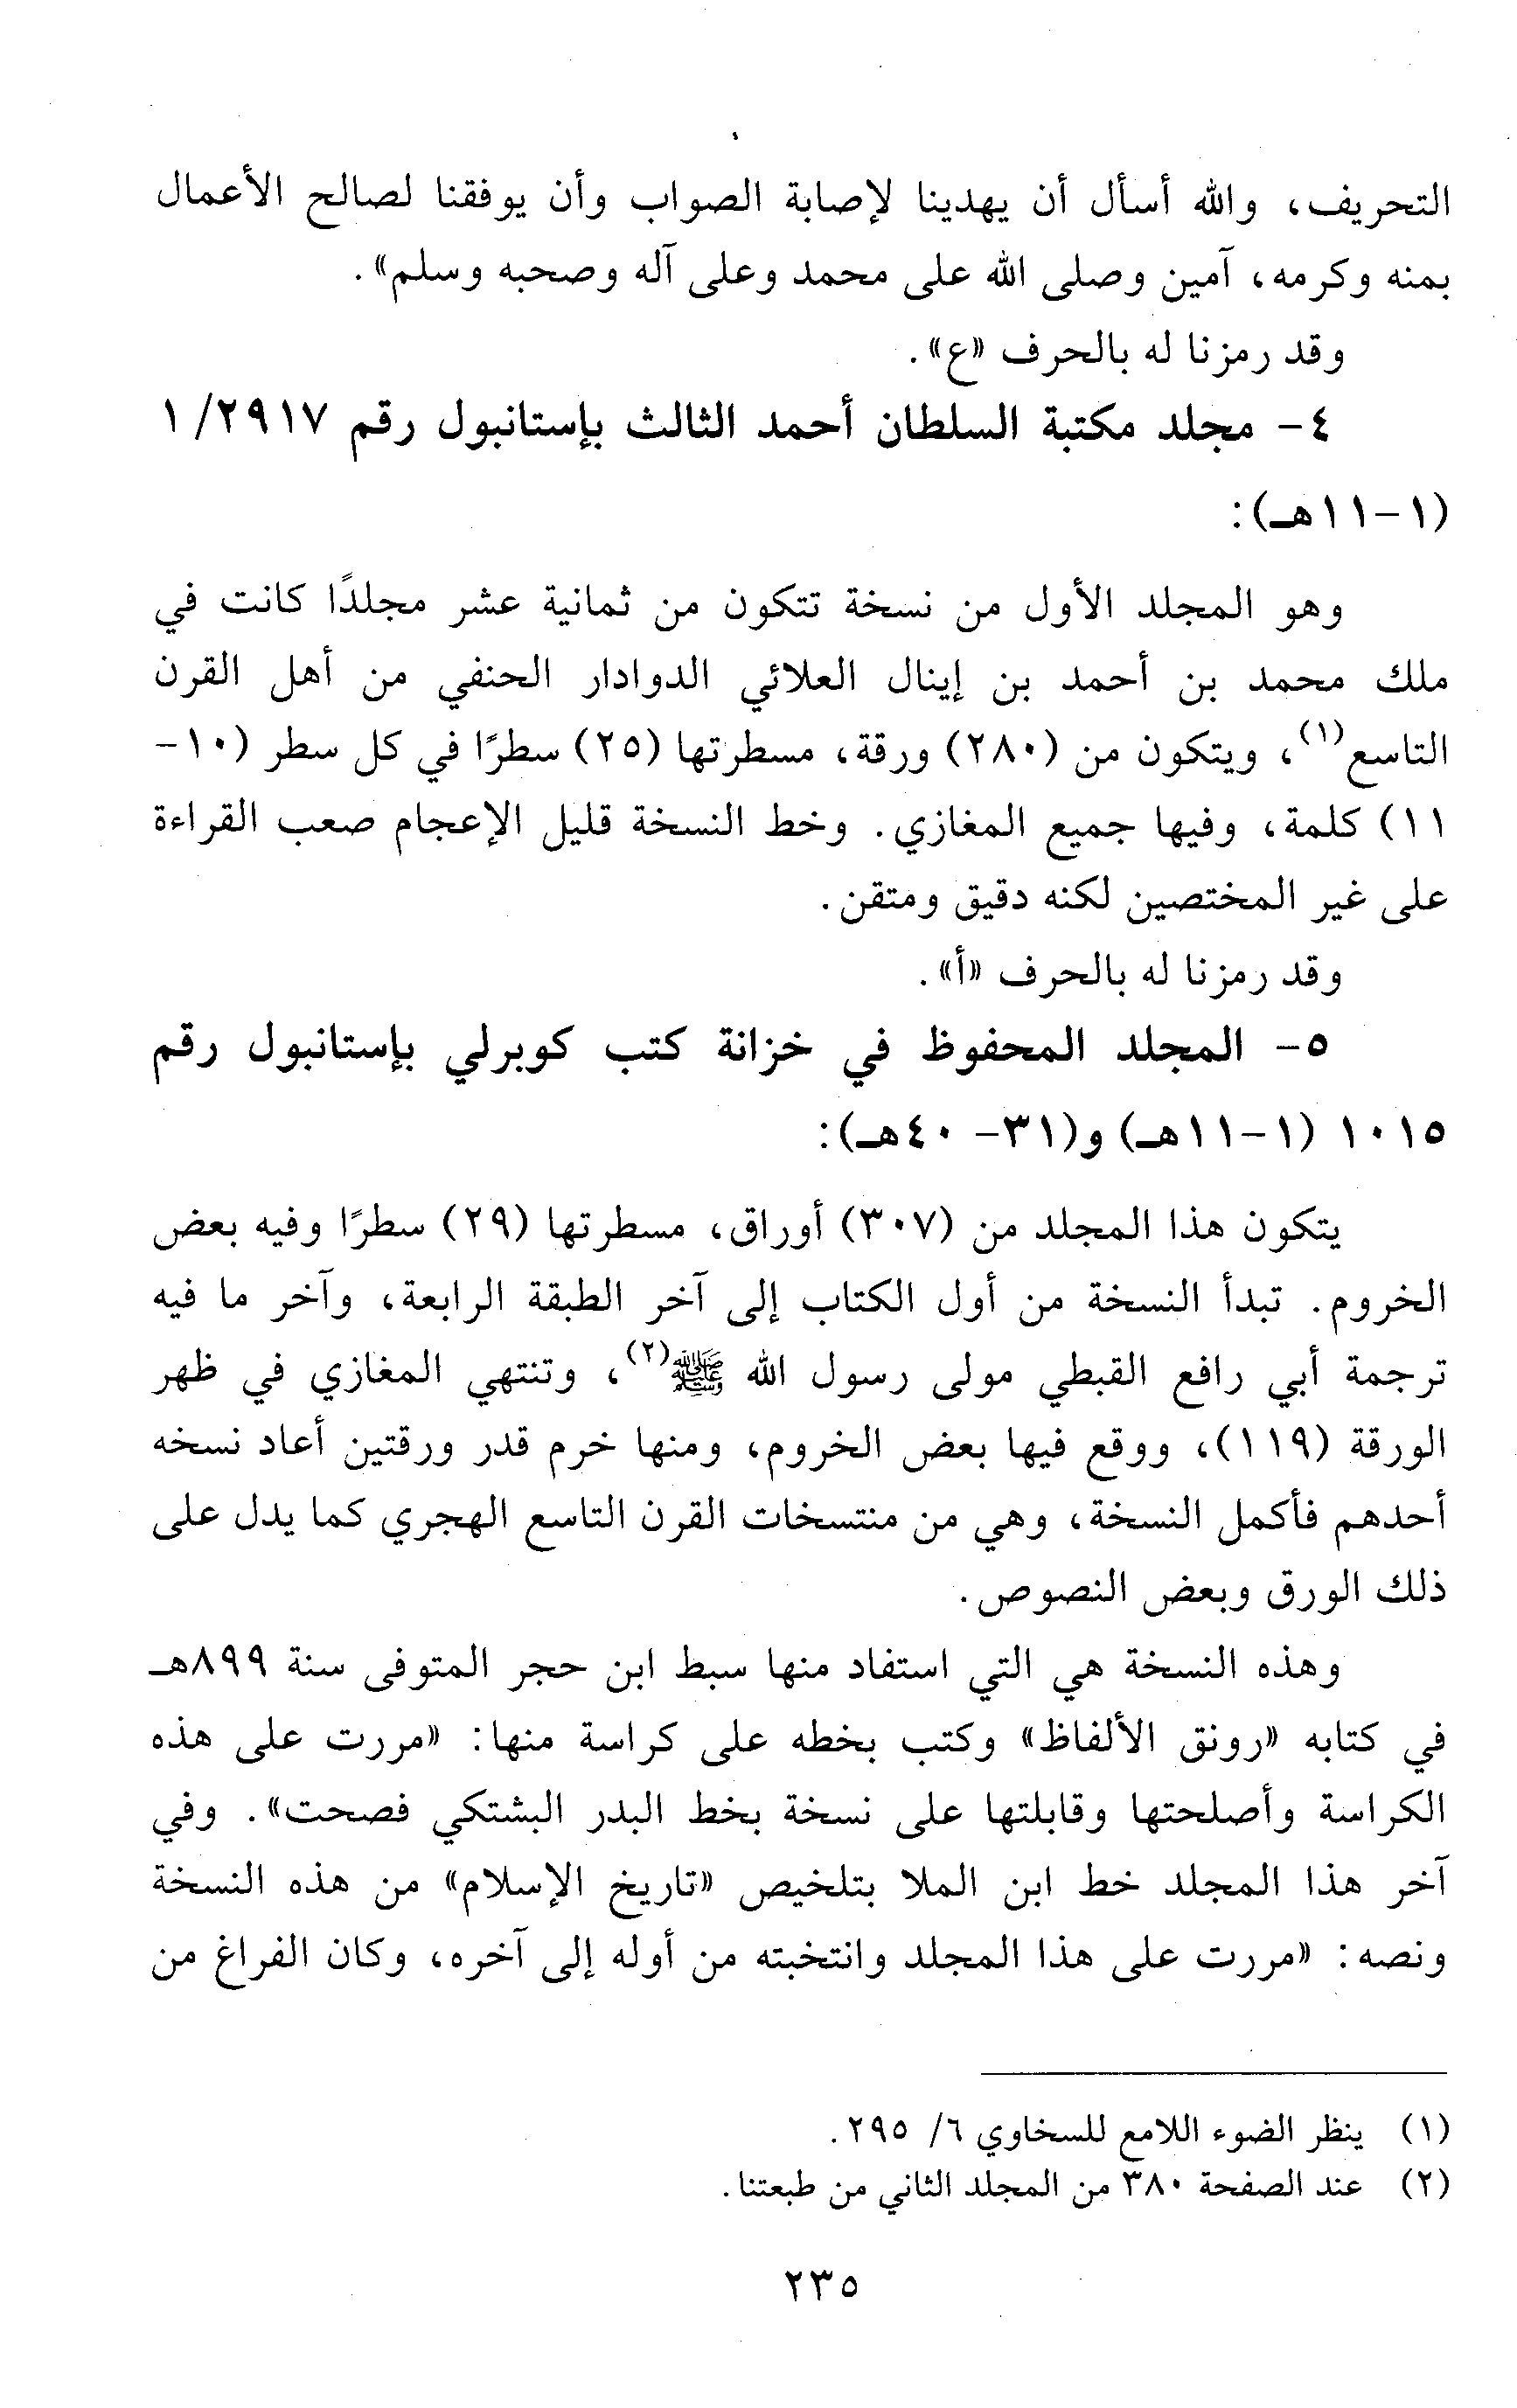 التحريف، والله أسأل أن يهدينا لإصابة الصواب وأن يوفقنا لصالح الأعمال
بمنه وكرمه، آمين وصلى الله على محمد وعلى آله وصحبه وسلم».
وقد رمزنا له بالحرف «ع».
٤- مجلد مكتبة السلطان أحمد الثالث بإستانبول رقم ٢٩١٧/ ١
(١-١١هـ):
وهو المجلد الأول من نسخة تتكون من ثمانية عشر مجلدًا كانت في
ملك محمد بن أحمد بن إينال العلائي الدوادار الحنفي من أهل القرن
التاسع(١)، ويتكون من (٢٨٠) ورقة، مسطرتها (٢٥) سطرًا في كل سطر (١٠-
١١) كلمة، وفيها جميع المغازي. وخط النسخة قليل الإعجام صعب القراءة
على غير المختصين لكنه دقيق ومتقن.
وقد رمزنا له بالحرف «أ».
٥- المجلد المحفوظ في خزانة كتب كوبرلي بإستانبول رقم
١٠١٥ (١-١١هـ) و(٣١- ٤٠هـ):
يتكون هذا المجلد من (٣٠٧) أوراق، مسطرتها (٢٩) سطرًا وفيه بعض
الخروم. تبدأ النسخة من أول الكتاب إلى آخر الطبقة الرابعة، وآخر ما فيه
ترجمة أبي رافع القبطي مولى رسول الله ﷺ(٢)، وتنتهي المغازي في ظهر
الورقة (١١٩)، ووقع فيها بعض الخروم، ومنها خرم قدر ورقتين أعاد نسخه
أحدهم فأكمل النسخة، وهي من منتسخات القرن التاسع الهجري كما يدل على
ذلك الورق وبعض النصوص.
وهذه النسخة هي التي استفاد منها سبط ابن حجر المتوفى سنة ٨٩٩هـ
في كتابه «رونق الألفاظ» وكتب بخطه على كراسة منها: «مررت على هذه
الكراسة وأصلحتها وقابلتها على نسخة بخط البدر البشتكي فصحت». وفي
آخر هذا المجلد خط ابن الملا بتلخيص «تاريخ الإسلام» من هذه النسخة
ونصه: «مررت على هذا المجلد وانتخبته من أوله إلى آخره، وكان الفراغ من
(١) ينظر الضوء اللامع للسخاوي ٦/ ٢٩٥.
(٢) عند الصفحة ٣٨٠ من المجلد الثاني من طبعتنا.
٢٣٥